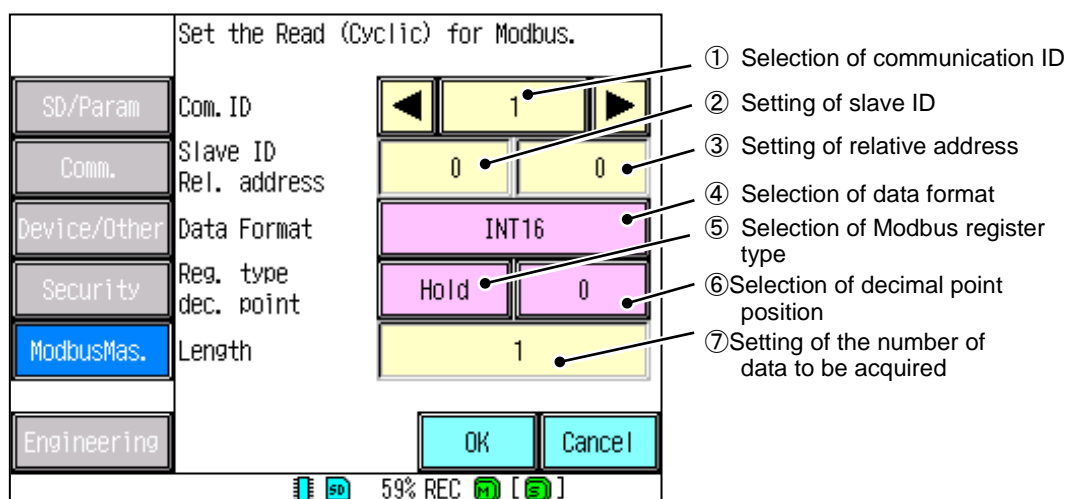 Set the Read (Cyclic) for Modbus.
SD/Param
Com. ID
1
Comm.
Slave ID
Rel. address
0
0
Device/Other
Data Format
INT16
Security
Reg. type
dec. point
Hold
0
ModbusMas.
Length
1
Engineering
OK
Cancel
SD 59% REC M [S]
① Selection of communication ID
② Setting of slave ID
③ Setting of relative address
④ Selection of data format
⑤ Selection of Modbus register
type
⑥Selection of decimal point
position
⑦Setting of the number of
data to be acquired